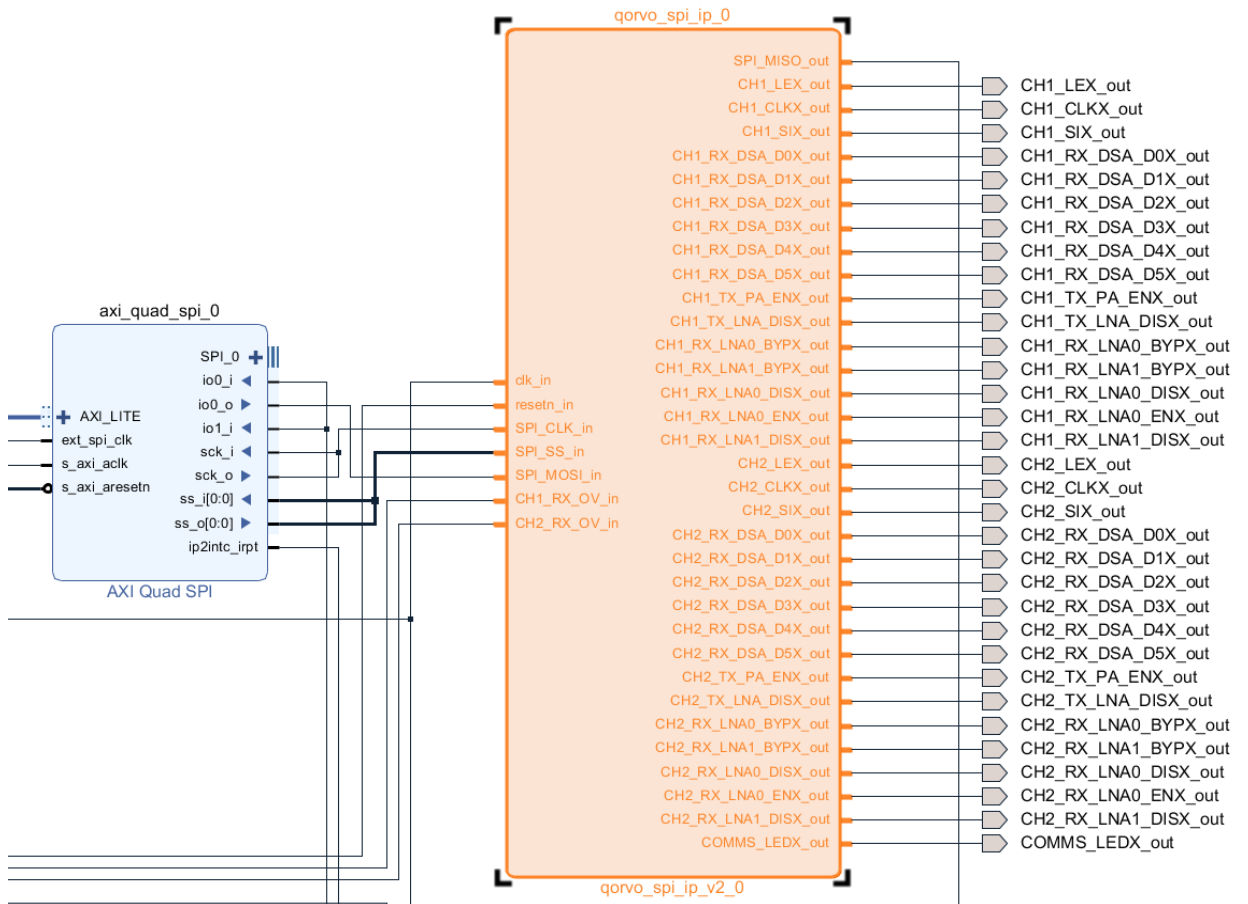 qorvo_spi_ip_0
SPI_MISO_out
CH1_LEX_out
CH1_CLKX_out
CH1_SIX_out
CH1_RX_DSA_D0X_out
CH1_RX_DSA_D1X_out
CH1_RX_DSA_D2X_out
CH1_RX_DSA_D3X_out
CH1_RX_DSA_D4X_out
CH1_RX_DSA_D5X_out
CH1_TX_PA_ENX_out
CH1_TX_LNA_DISX_out
CH1_RX_LNA0_BYPX_out
CH1_RX_LNA1_BYPX_out
CH1_RX_LNA0_DISX_out
CH1_RX_LNA0_ENX_out
CH1_RX_LNA1_DISX_out
CH2_LEX_out
CH2_CLKX_out
CH2_SIX_out
CH2_RX_DSA_D0X_out
CH2_RX_DSA_D1X_out
CH2_RX_DSA_D2X_out
CH2_RX_DSA_D3X_out
CH2_RX_DSA_D4X_out
CH2_RX_DSA_D5X_out
CH2_TX_PA_ENX_out
CH2_TX_LNA_DISX_out
CH2_RX_LNA0_BYPX_out
CH2_RX_LNA1_BYPX_out
CH2_RX_LNA0_DISX_out
CH2_RX_LNA0_ENX_out
CH2_RX_LNA1_DISX_out
COMMS_LEDX_out
CH1_LEX_out
CH1_CLKX_out
CH1_SIX_out
CH1_RX_DSA_D0X_out
CH1_RX_DSA_D1X_out
CH1_RX_DSA_D2X_out
CH1_RX_DSA_D3X_out
CH1_RX_DSA_D4X_out
CH1_RX_DSA_D5X_out
CH1_TX_PA_ENX_out
CH1_TX_LNA_DISX_out
CH1_RX_LNA0_BYPX_out
CH1_RX_LNA1_BYPX_out
CH1_RX_LNA0_DISX_out
CH1_RX_LNA0_ENX_out
CH1_RX_LNA1_DISX_out
CH2_LEX_out
CH2_CLKX_out
CH2_SIX_out
CH2_RX_DSA_D0X_out
CH2_RX_DSA_D1X_out
CH2_RX_DSA_D2X_out
CH2_RX_DSA_D3X_out
CH2_RX_DSA_D4X_out
CH2_RX_DSA_D5X_out
CH2_TX_PA_ENX_out
CH2_TX_LNA_DISX_out
CH2_RX_LNA0_BYPX_out
CH2_RX_LNA1_BYPX_out
CH2_RX_LNA0_DISX_out
CH2_RX_LNA0_ENX_out
CH2_RX_LNA1_DISX_out
COMMS_LEDX_out
clk_in
resetn_in
SPI_CLK_in
SPI_SS_in
SPI_MOSI_in
CH1_RX_OV_in
CH2_RX_OV_in
qorvo_spi_ip_v2_0
axi_quad_spi_0
SPI_0
io0_i
io0_o
io1_i
sck_i
sck_o
ss_i[0:0]
ss_o[0:0]
ip2intc_irpt
AXI_LITE
ext_spi_clk
s_axi_aclk
s_axi_aresetn
AXI Quad SPI